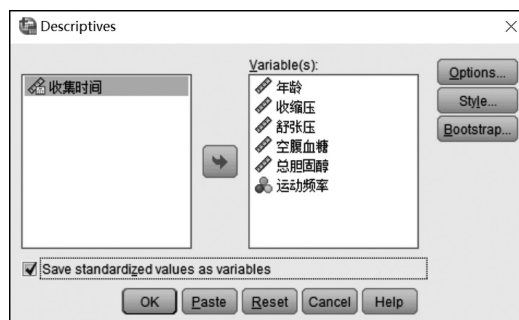 Descriptives
收集时间
Variable(s):
年龄
收缩压
舒张压
空腹血糖
总胆固醇
运动频率
Options...
Style...
Bootstrap...
Save standardized values as variables
OK
Paste
Reset
Cancel
Help